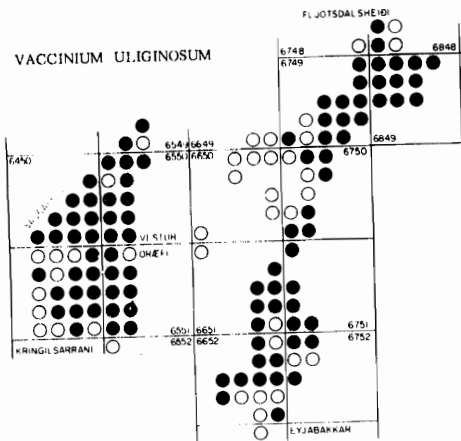 FLJOTSDALSHEIÐI
VACCINIUM ULIGINOSUM
6748 6848
6749
6849
6549 6649
6450 6550 6650 6750
VESTUR
ÖRÆFI
6551 6651 6751
6552 6652 6752
KRINGILSARRANI
EYJABAKKAR